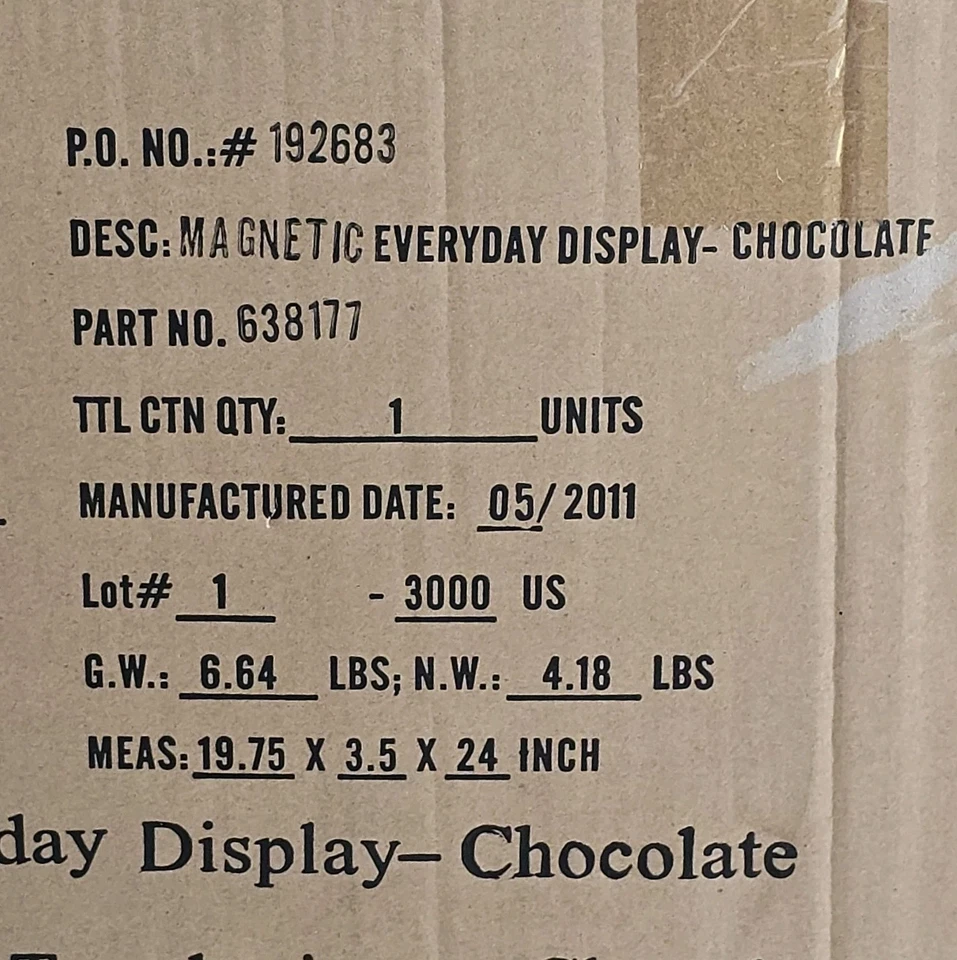 P.O. NO.:# 192683
DESC: MAGNETIC EVERYDAY DISPLAY- CHOCOLATE
PART NO. 638177
TTL CTN QTY: 1 UNITS
MANUFACTURED DATE: 05/ 2011
Lot# 1 - 3000 US
G.W.: 6.64 LBS; N.W.: 4.18 LBS
MEAS: 19.75 X 3.5 X 24 INCH
day Display- Chocolate